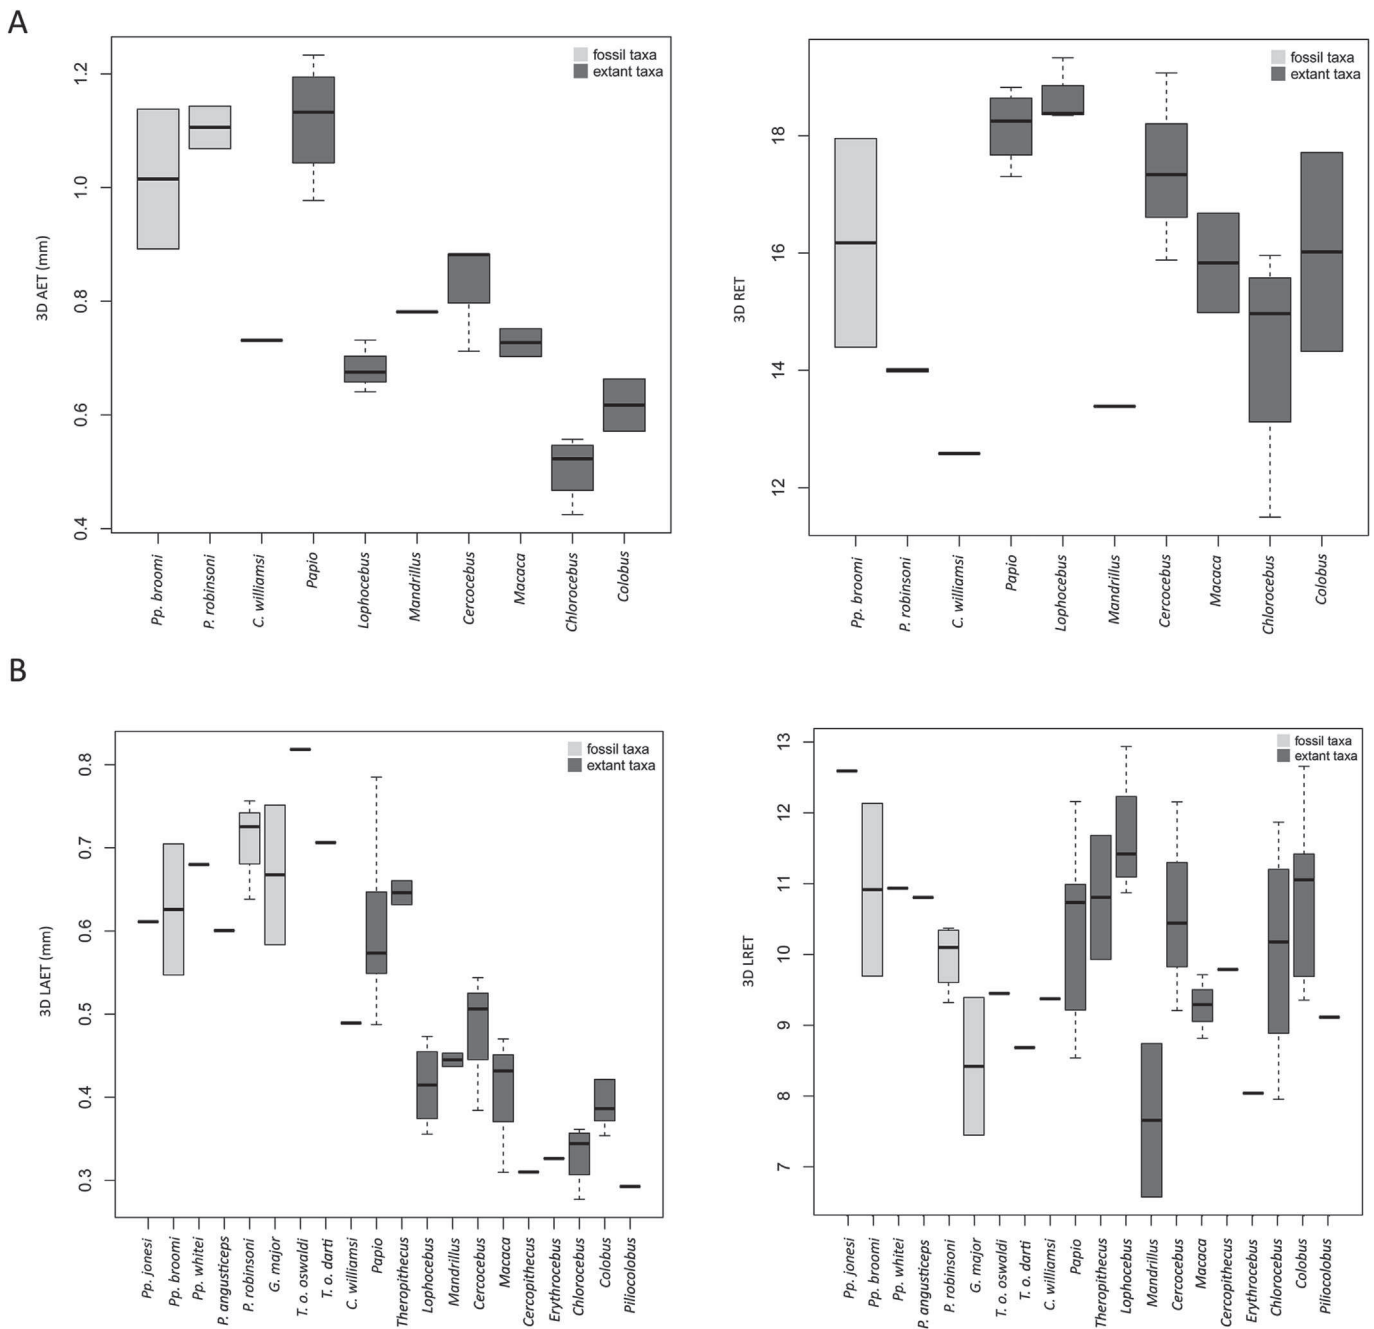 A
3D AET (mm)
1.2
1.0
0.8
0.6
0.4
fossil taxa
extant taxa
Pp. broomi
P. robinsoni
C. williamsi
Papio
Lophocebus
Mandrillus
Cercocebus
Macaca
Chlorocebus
Colobus
3D RET
18
16
14
12
fossil taxa
extant taxa
Pp. broomi
P. robinsoni
C. williamsi
Papio
Lophocebus
Mandrillus
Cercocebus
Macaca
Chlorocebus
Colobus
B
3D LAET (mm)
0.8
0.7
0.6
0.5
0.4
0.3
fossil taxa
extant taxa
Pp. jonesi
Pp. broomi
Pp. whitei
P. angusticeps
P. robinsoni
G. major
T. o. oswaldi
T. o. darti
C. williamsi
Papio
Theropithecus
Lophocebus
Mandrillus
Cercocebus
Macaca
Cercopithecus
Erythrocebus
Chlorocebus
Colobus
Piliocolobus
3D LRET
13
12
11
10
9
8
7
fossil taxa
extant taxa
Pp. jonesi
Pp. broomi
Pp. whitei
P. angusticeps
P. robinsoni
G. major
T. o. oswaldi
T. o. darti
C. williamsi
Papio
Theropithecus
Lophocebus
Mandrillus
Cercocebus
Macaca
Cercopithecus
Erythrocebus
Chlorocebus
Colobus
Piliocolobus